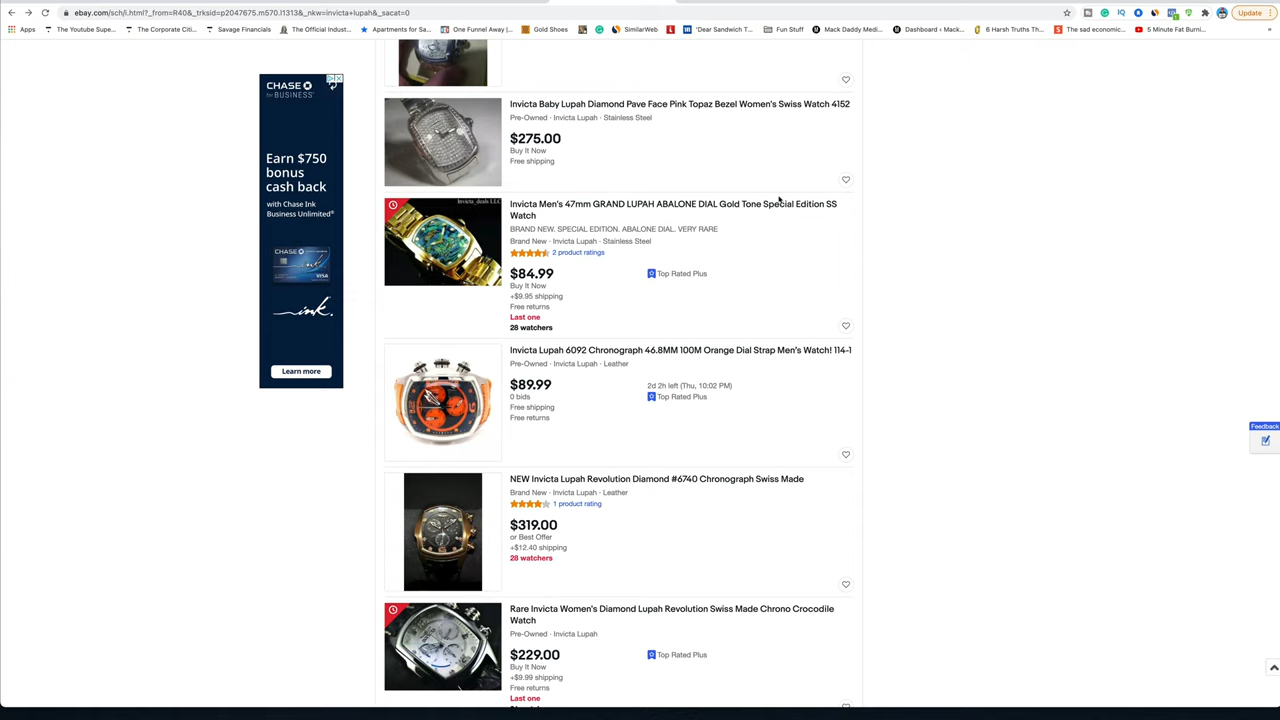 ebay.com/sch/i.html?_from=R40&_trksid=p2047675.m570.l1313&_nkw=invicta+lupah&_sacat=0
Update
Apps
The Youtube Supe...
The Corporate Citi...
Savage Financials
The Official Indust...
Apartments for Sa...
One Funnel Away...
Gold Shoes
SimilarWeb
'Dear Sandwich T...
Fun Stuff
Mack Daddy Medi...
Dashboard ‹ Mack...
6 Harsh Truths Th...
The sad economic...
5 Minute Fat Burni...
»
CHASE
for BUSINESS®
Earn $750
bonus
cash back
with Chase Ink
Business Unlimited®
ink.
Learn more
Invicta Baby Lupah Diamond Pave Face Pink Topaz Bezel Women's Swiss Watch 4152
Pre-Owned · Invicta Lupah · Stainless Steel
$275.00
Buy It Now
Free shipping
Invicta_deals LLC
Invicta Men's 47mm GRAND LUPAH ABALONE DIAL Gold Tone Special Edition SS
Watch
BRAND NEW. SPECIAL EDITION. ABALONE DIAL. VERY RARE
Brand New · Invicta Lupah · Stainless Steel
2 product ratings
$84.99
Top Rated Plus
Buy It Now
+$9.95 shipping
Free returns
Last one
28 watchers
Invicta Lupah 6092 Chronograph 46.8MM 100M Orange Dial Strap Men's Watch! 114-1
Pre-Owned · Invicta Lupah · Leather
$89.99
2d 2h left (Thu, 10:02 PM)
0 bids
Top Rated Plus
Free shipping
Free returns
Feedback
NEW Invicta Lupah Revolution Diamond #6740 Chronograph Swiss Made
Brand New · Invicta Lupah · Leather
1 product rating
$319.00
or Best Offer
+$12.40 shipping
28 watchers
Rare Invicta Women's Diamond Lupah Revolution Swiss Made Chrono Crocodile
Watch
Pre-Owned · Invicta Lupah
$229.00
Top Rated Plus
Buy It Now
+$9.99 shipping
Free returns
Last one